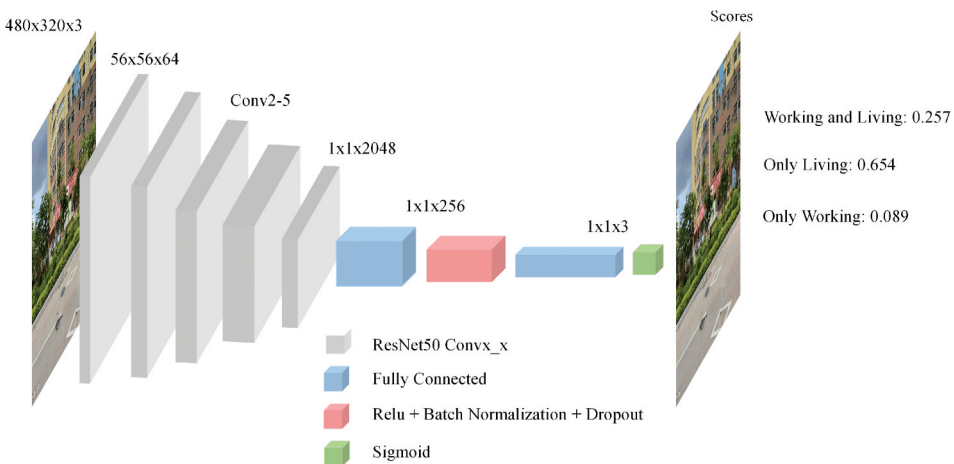 480x320x3
56x56x64
Conv2-5
1x1x2048
1x1x256
1x1x3
Scores
Working and Living: 0.257
Only Living: 0.654
Only Working: 0.089
ResNet50 Convx_x
Fully Connected
Relu + Batch Normalization + Dropout
Sigmoid